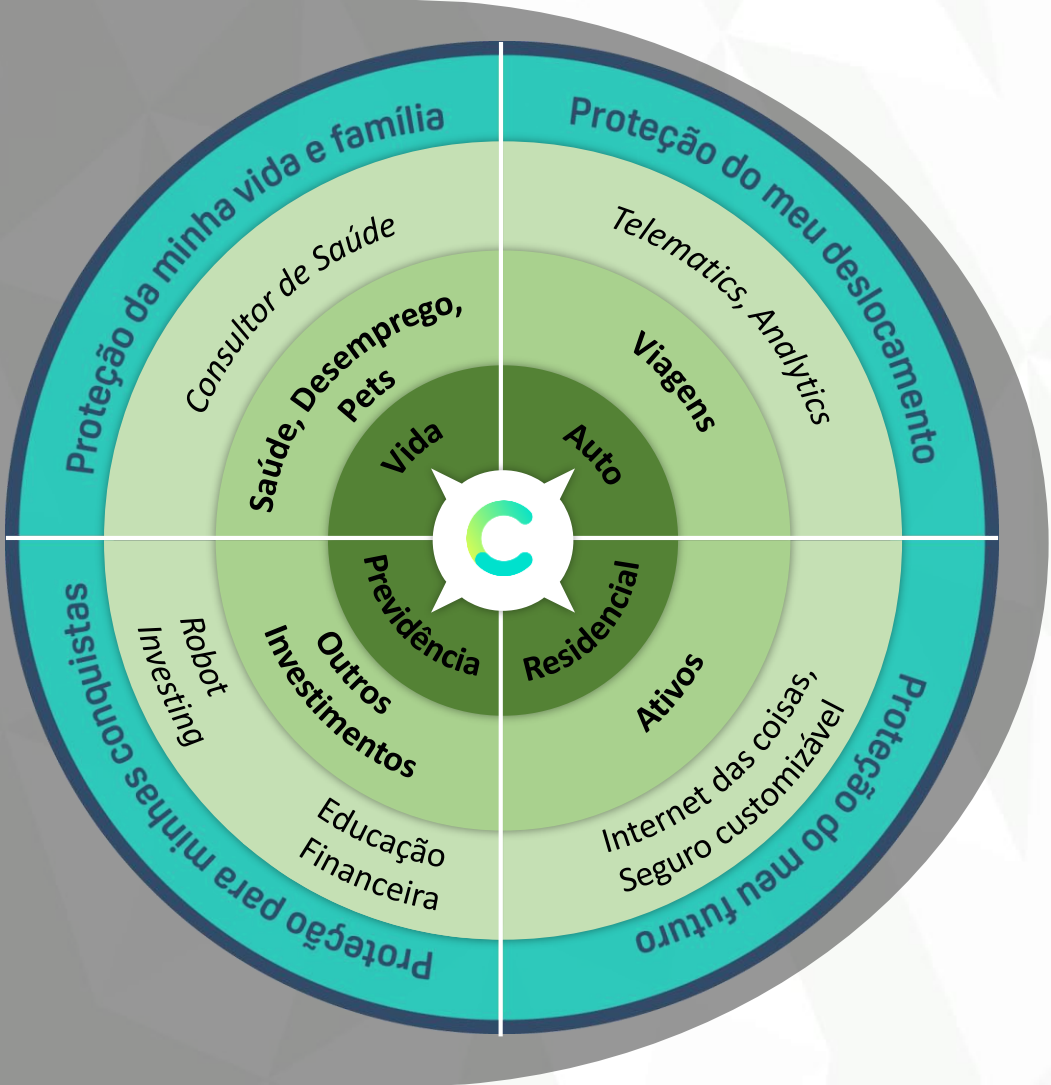 Proteção da minha vida e família
Consultor de Saúde
Saúde, Desemprego,
Pets
Vida
Proteção do meu deslocamento
Telematics, Analytics
Viagens
Auto
Previdência
Outros
Investimentos
Robot
Investing
Educação
Financeira
Proteção para minhas conquistas
Residencial
Ativos
Internet das coisas,
Seguro customizável
Proteção do meu futuro